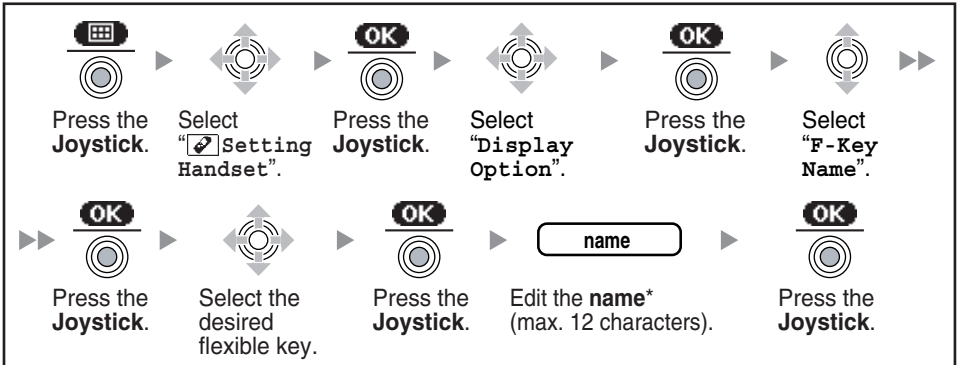 OK
OK
Press the
Joystick.
Select
"Setting
Handset".
Press the
Joystick.
Select
"Display
Option".
Press the
Joystick.
Select
"F-Key
Name".
OK
OK
name
OK
Press the
Joystick.
Select the
desired
flexible key.
Press the
Joystick.
Edit the name*
(max. 12 characters).
Press the
Joystick.